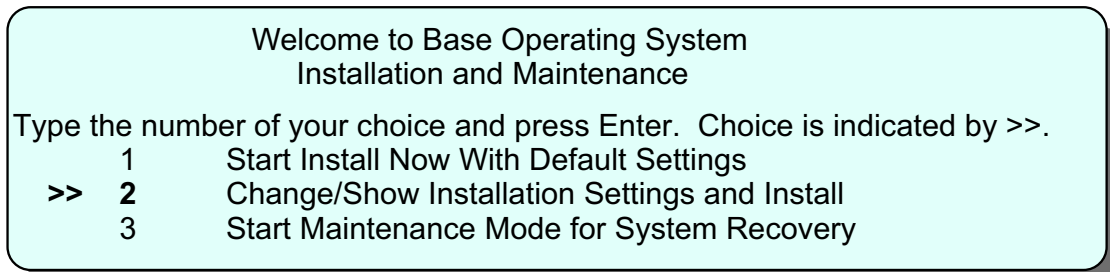 Welcome to Base Operating System
Installation and Maintenance
Type the number of your choice and press Enter.  Choice is indicated by >>.
1 Start Install Now With Default Settings
>> 2 Change/Show Installation Settings and Install
3 Start Maintenance Mode for System Recovery